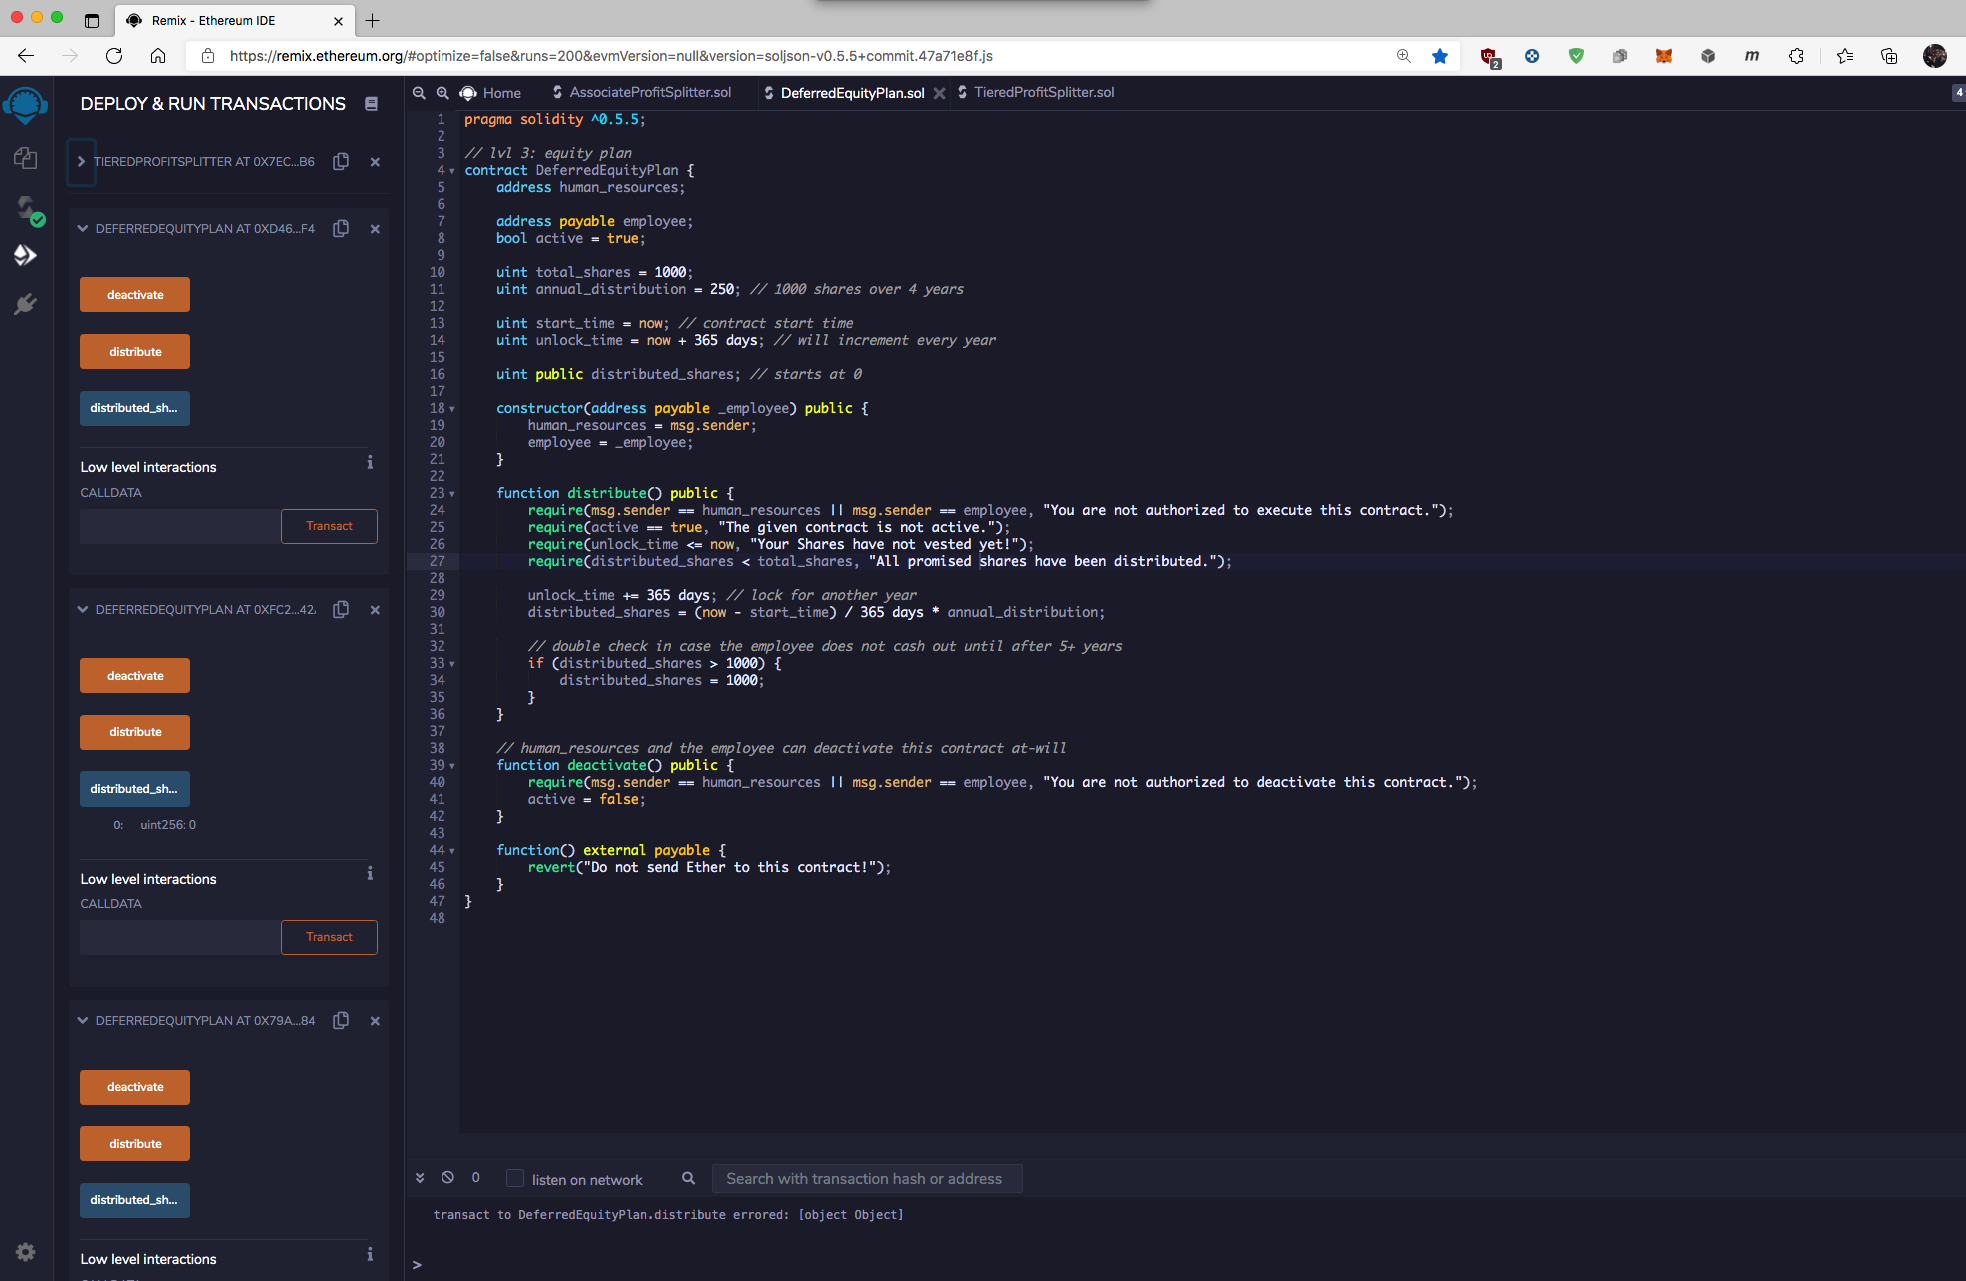 Remix - Ethereum IDE
https://remix.ethereum.org/#optimize=false&runs=200&evmVersion=null&version=soljson-v0.5.5+commit.47a71e8f.js
2
m
DEPLOY & RUN TRANSACTIONS
TIEREDPROFITSPLITTER AT 0X7EC...B6
DEFERREDEQUITYPLAN AT 0XD46...F4
deactivate
distribute
distributed_sh...
Low level interactions
CALLDATA
Transact
DEFERREDEQUITYPLAN AT 0XFC2...42
deactivate
distribute
distributed_sh...
0: uint256: 0
Low level interactions
CALLDATA
Transact
DEFERREDEQUITYPLAN AT 0X79A...84
deactivate
distribute
distributed_sh...
Low level interactions
Home
AssociateProfitSplitter.sol
DeferredEquityPlan.sol
TieredProfitSplitter.sol
4
1 pragma solidity ^0.5.5;
2
3 // lvl 3: equity plan
4 contract DeferredEquityPlan {
5 address human_resources;
6
7 address payable employee;
8 bool active = true;
9
10 uint total_shares = 1000;
11 uint annual_distribution = 250; // 1000 shares over 4 years
12
13 uint start_time = now; // contract start time
14 uint unlock_time = now + 365 days; // will increment every year
15
16 uint public distributed_shares; // starts at 0
17
18 constructor(address payable _employee) public {
19 human_resources = msg.sender;
20 employee = _employee;
21 }
22
23 function distribute() public {
24 require(msg.sender == human_resources || msg.sender == employee, "You are not authorized to execute this contract.");
25 require(active == true, "The given contract is not active.");
26 require(unlock_time <= now, "Your Shares have not vested yet!");
27 require(distributed_shares < total_shares, "All promised shares have been distributed.");
28
29 unlock_time += 365 days; // lock for another year
30 distributed_shares = (now - start_time) / 365 days * annual_distribution;
31
32 // double check in case the employee does not cash out until after 5+ years
33 if (distributed_shares > 1000) {
34 distributed_shares = 1000;
35 }
36 }
37
38 // human_resources and the employee can deactivate this contract at-will
39 function deactivate() public {
40 require(msg.sender == human_resources || msg.sender == employee, "You are not authorized to deactivate this contract.");
41 active = false;
42 }
43
44 function() external payable {
45 revert("Do not send Ether to this contract!");
46 }
47 }
48
0
listen on network
Search with transaction hash or address
transact to DeferredEquityPlan.distribute errored: [object Object]
>